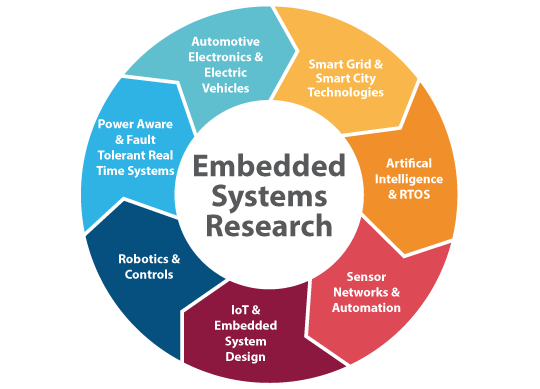 Automotive
Electronics &
Electric
Vehicles
Smart Grid &
Smart City
Technologies
Artifical
Intelligence
& RTOS
Sensor
Networks &
Automation
IoT &
Embedded
System
Design
Robotics &
Controls
Power Aware
& Fault
Tolerant Real
Time Systems
Embedded
Systems
Research